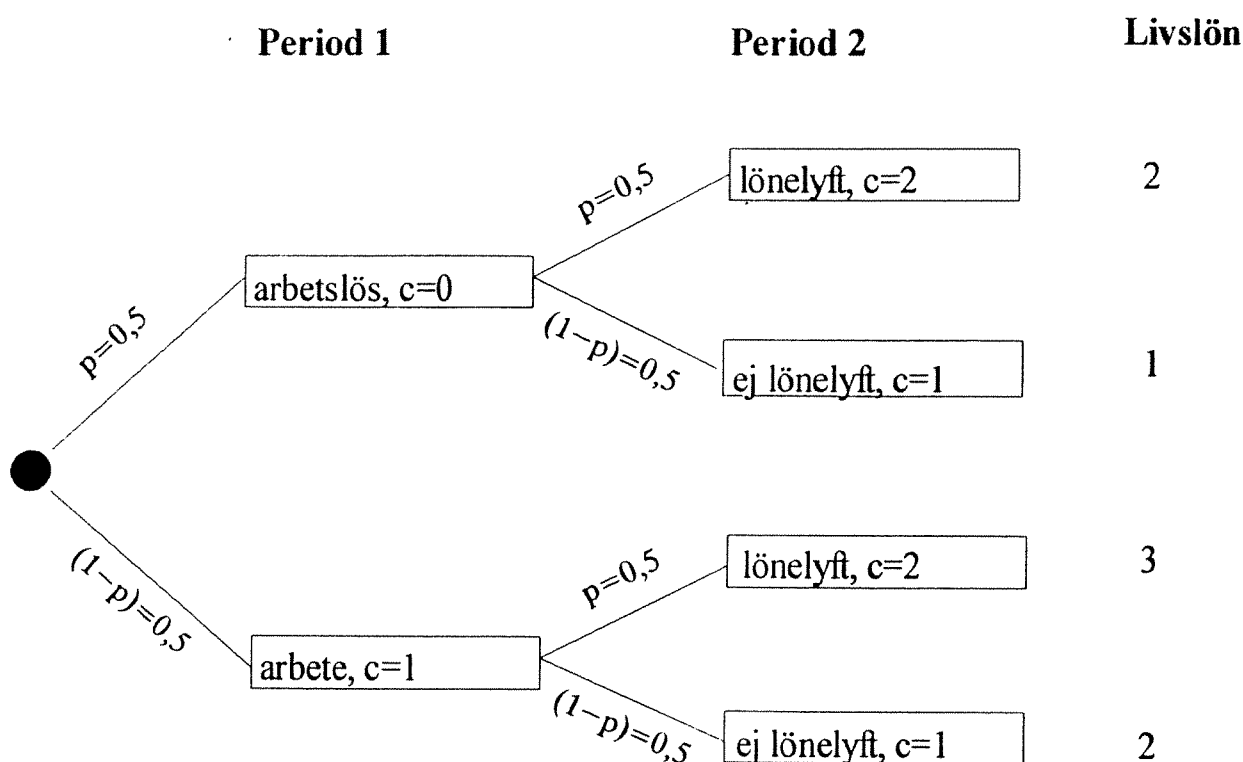 Period 1 Period 2 Livslön
p=0,5 lönelyft, c=2 2
arbetslös, c=0
p=0,5 (1-p)=0,5 ej lönelyft, c=1 1
(1-p)=0,5 p=0,5 lönelyft, c=2 3
arbete, c=1
(1-p)=0,5 ej lönelyft, c=1 2